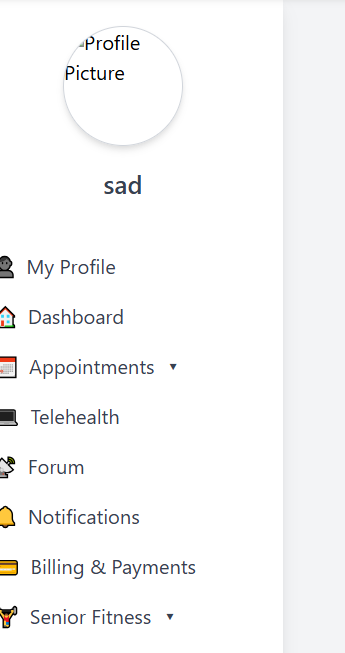 Profile
Picture
sad
My Profile
Dashboard
Appointments ▼
Telehealth
Forum
Notifications
Billing & Payments
Senior Fitness ▼